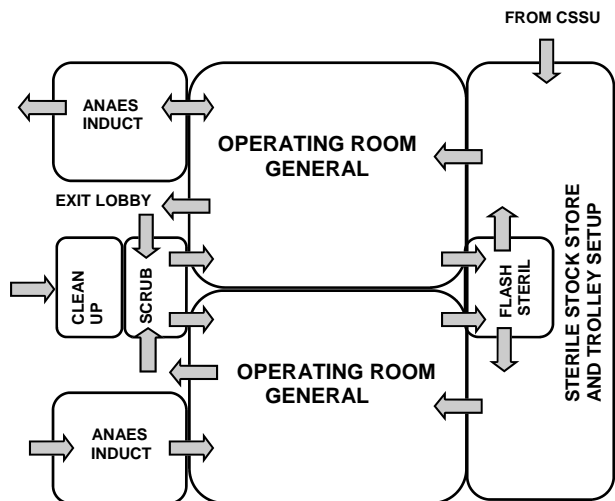 FROM CSSU
ANAES
INDUCT
OPERATING ROOM
GENERAL
EXIT LOBBY
CLEAN
UP
SCRUB
FLASH
STERIL
STERILE STOCK STORE
AND TROLLEY SETUP
OPERATING ROOM
GENERAL
ANAES
INDUCT